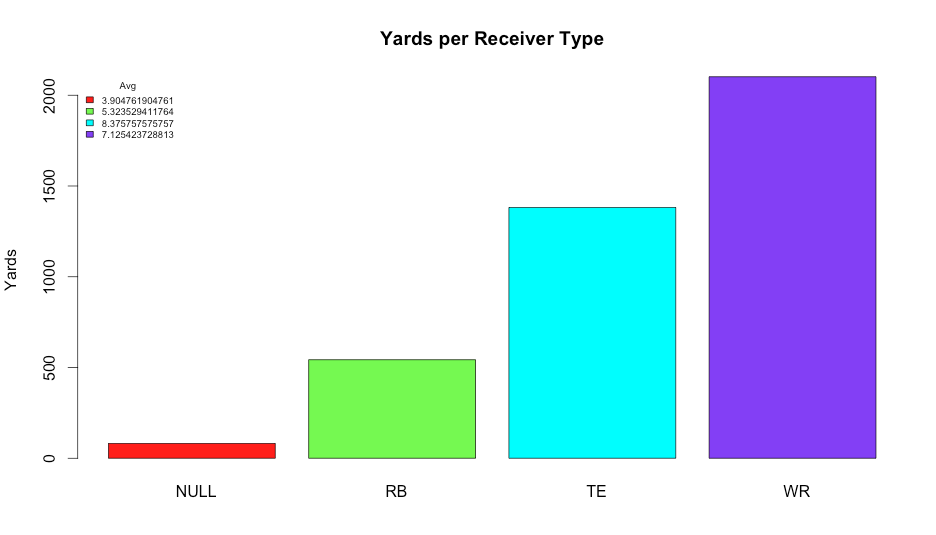 Yards per Receiver Type
Avg
3.904761904761
5.323529411764
8.375757575757
7.125423728813
Yards
2000
1500
1000
500
0
NULL
RB
TE
WR